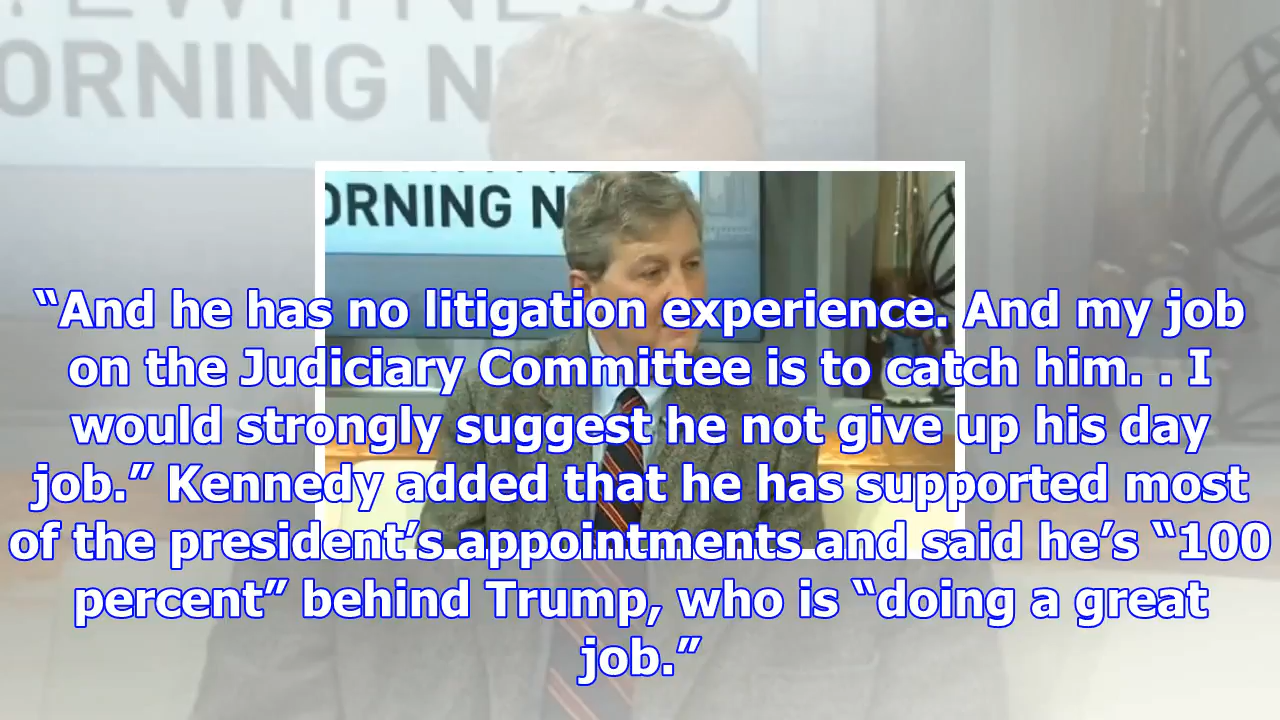 EYEWITNESS
ORNING N
ORNING N
“And he has no litigation experience. And my job
on the Judiciary Committee is to catch him. . I
would strongly suggest he not give up his day
job.” Kennedy added that he has supported most
of the president’s appointments and said he’s “100
percent” behind Trump, who is “doing a great
job.”